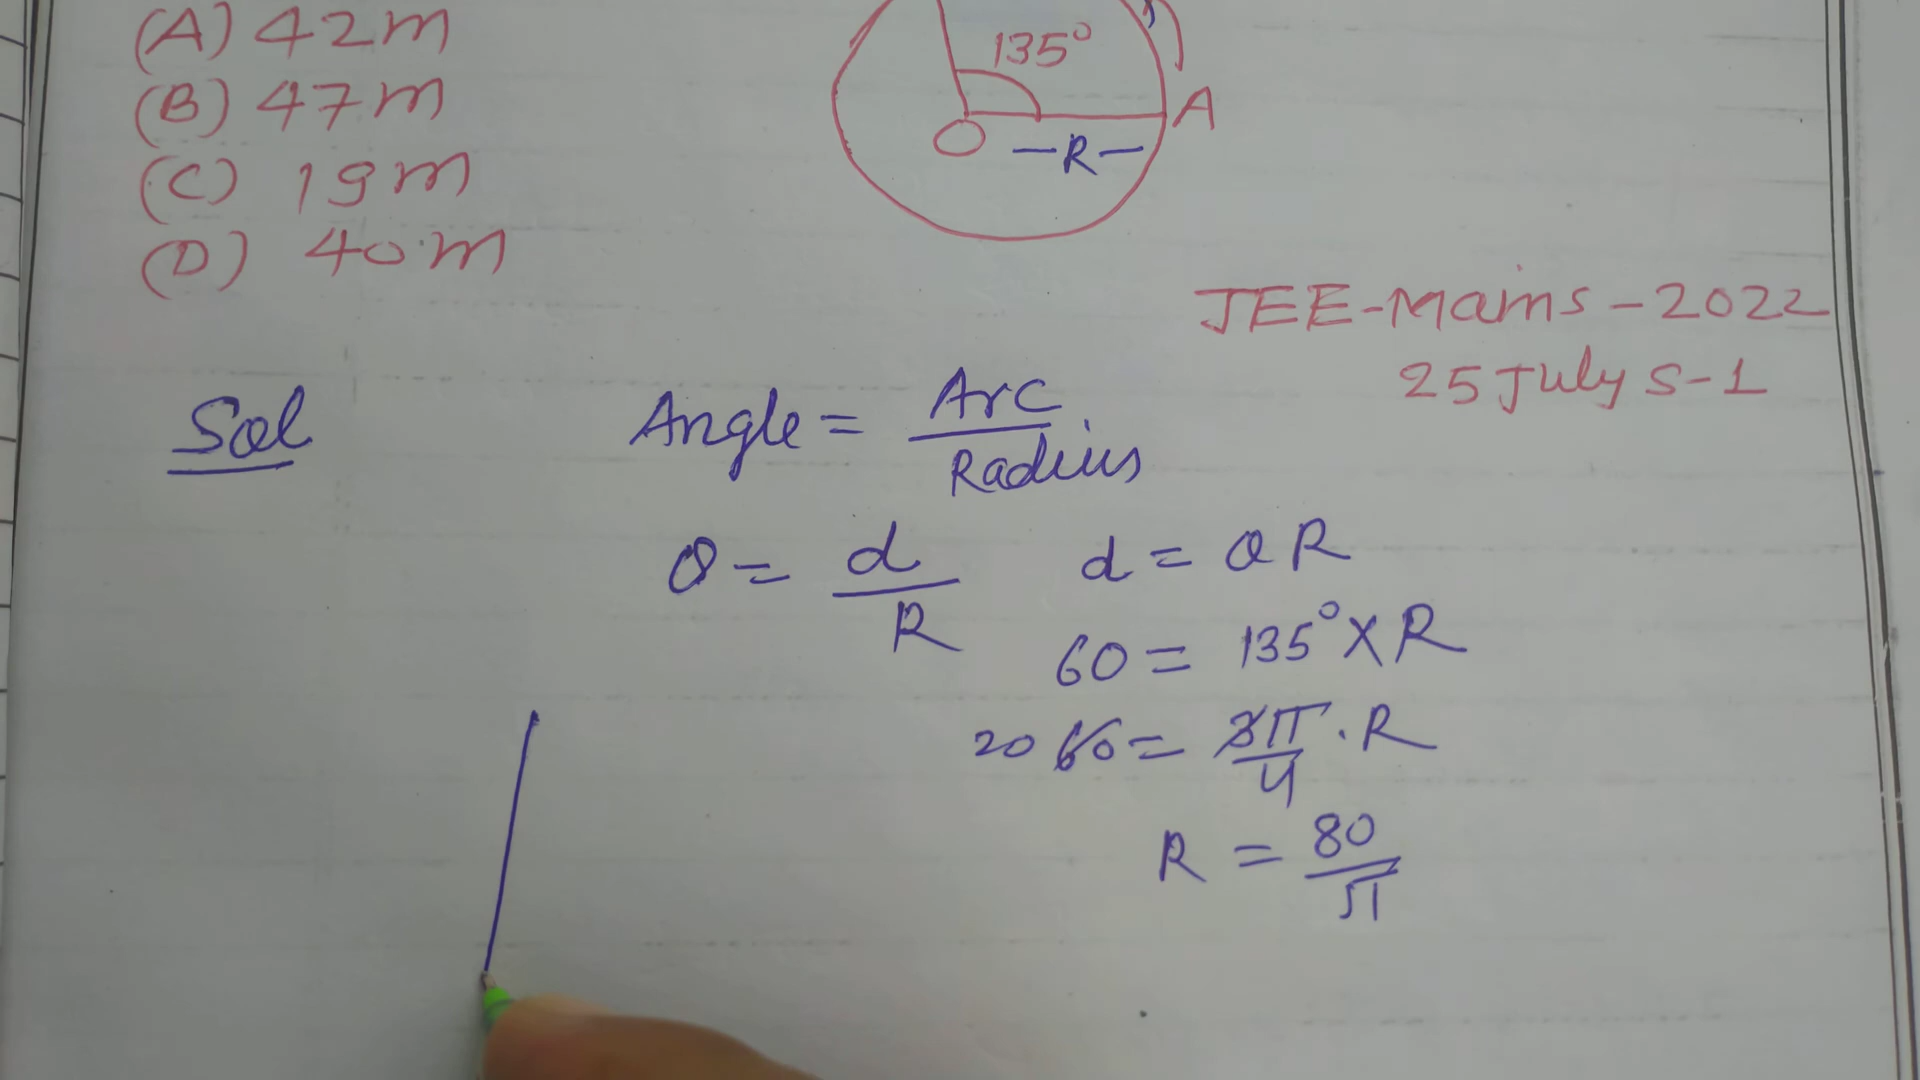 (A) 42m
(B) 47m
(C) 19m
(D) 40m
135°
A
O
-R-
JEE-Mains-2022
25 July S-1
Sol
Angle = Arc / Radius
θ = d / R
d = θR
60 = 135° × R
20 60 = 3π/4 . R
R = 80/π